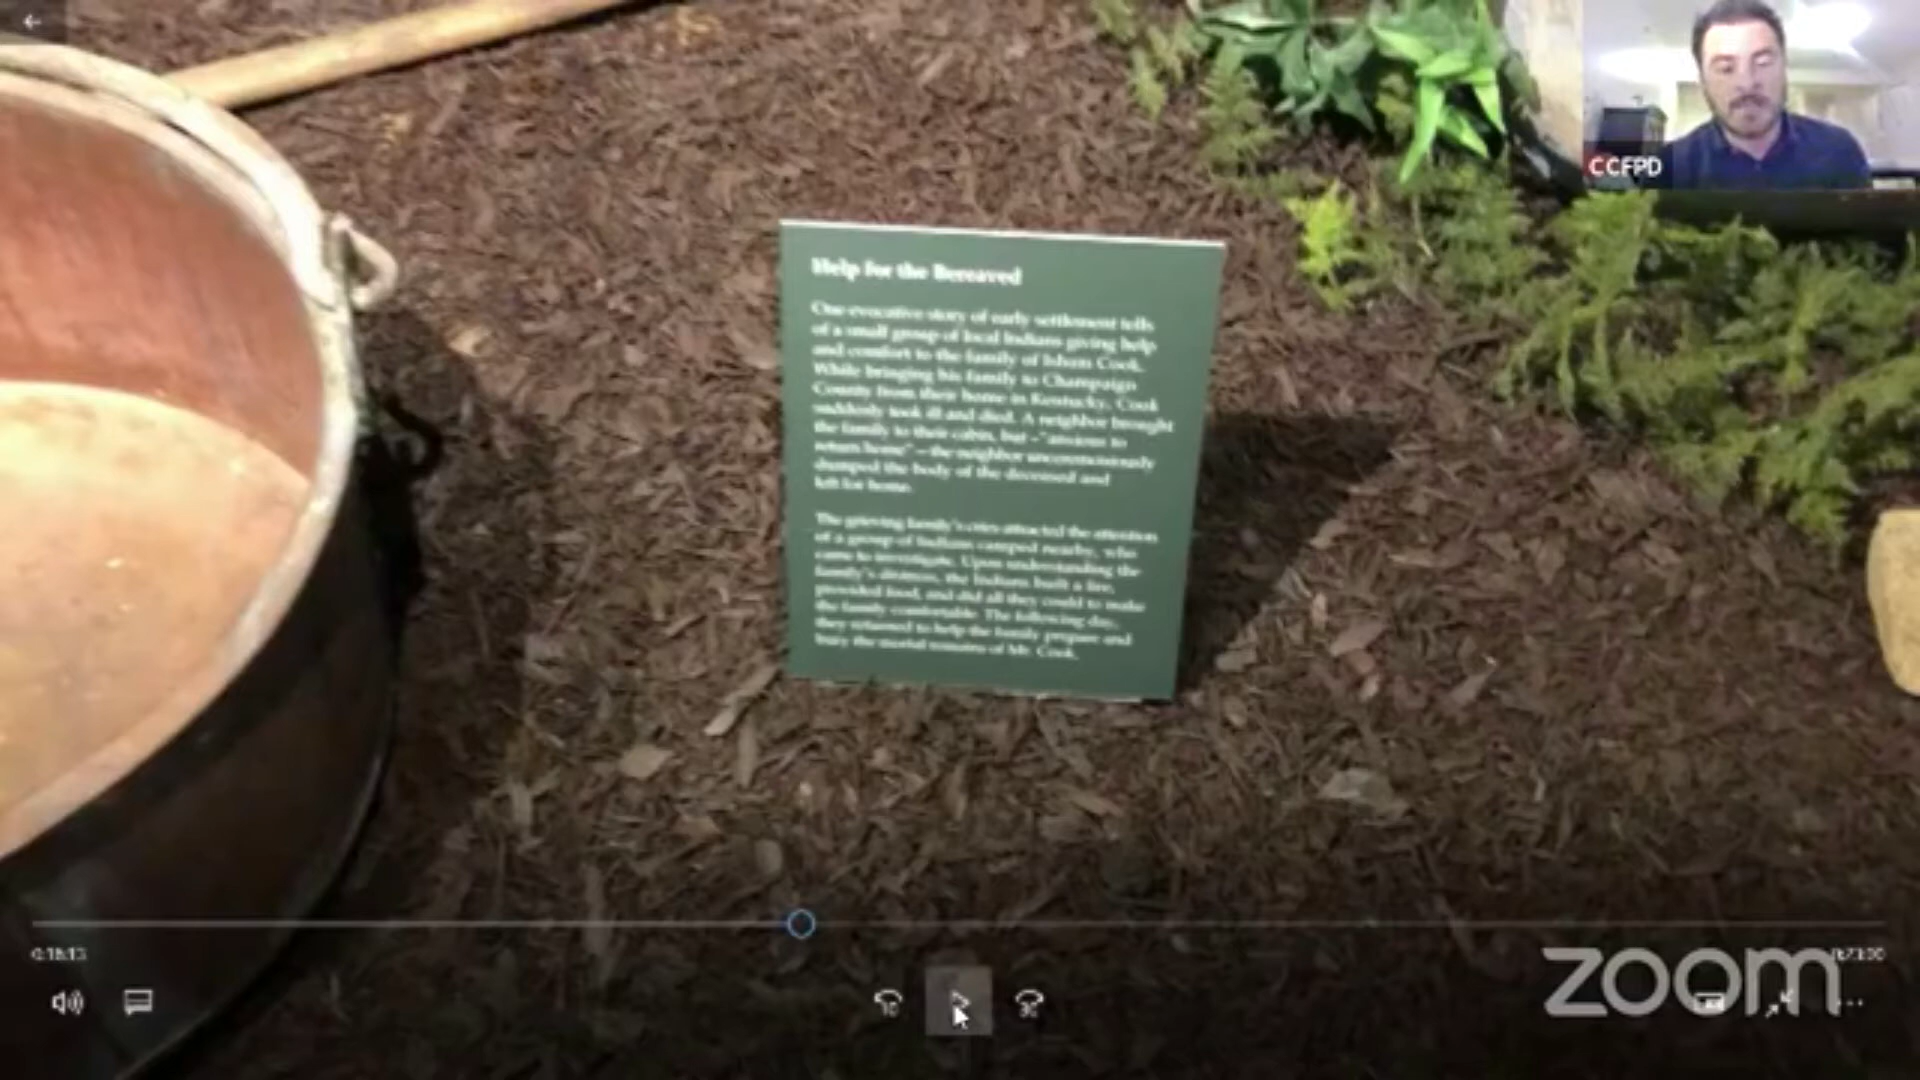 CCFPD
Help for the Bereaved
One evocative story of early settlement tells
of a small group of local Indians giving help
and comfort to the family of Isham Cook.
While bringing his family to Champaign
County from their home in Kentucky, Cook
suddenly took ill and died. A neighbor brought
the family to their cabin, but – "anxious to
return home" – the neighbor unceremoniously
dumped the body of the deceased and
left for home.
The grieving family's cries attracted the attention
of a group of Indians camped nearby, who
came to investigate. Upon understanding the
family's distress, the Indians built a fire,
provided food, and did all they could to make
the family comfortable. The following day,
they returned to help the family prepare and
bury the mortal remains of Mr. Cook.
0:16:13
10
30
zoom